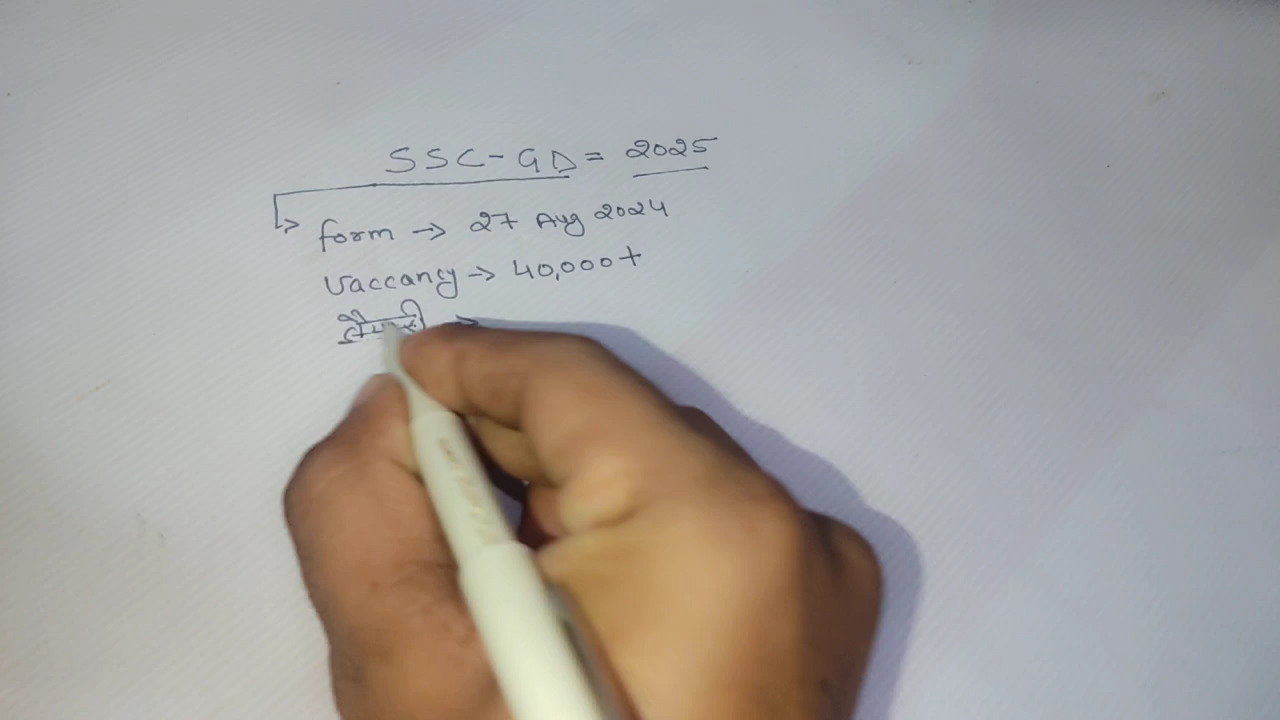 SSC-GD = 2025
form → 27 Aug 2024
Vaccancy → 40,000+
तैयारी →